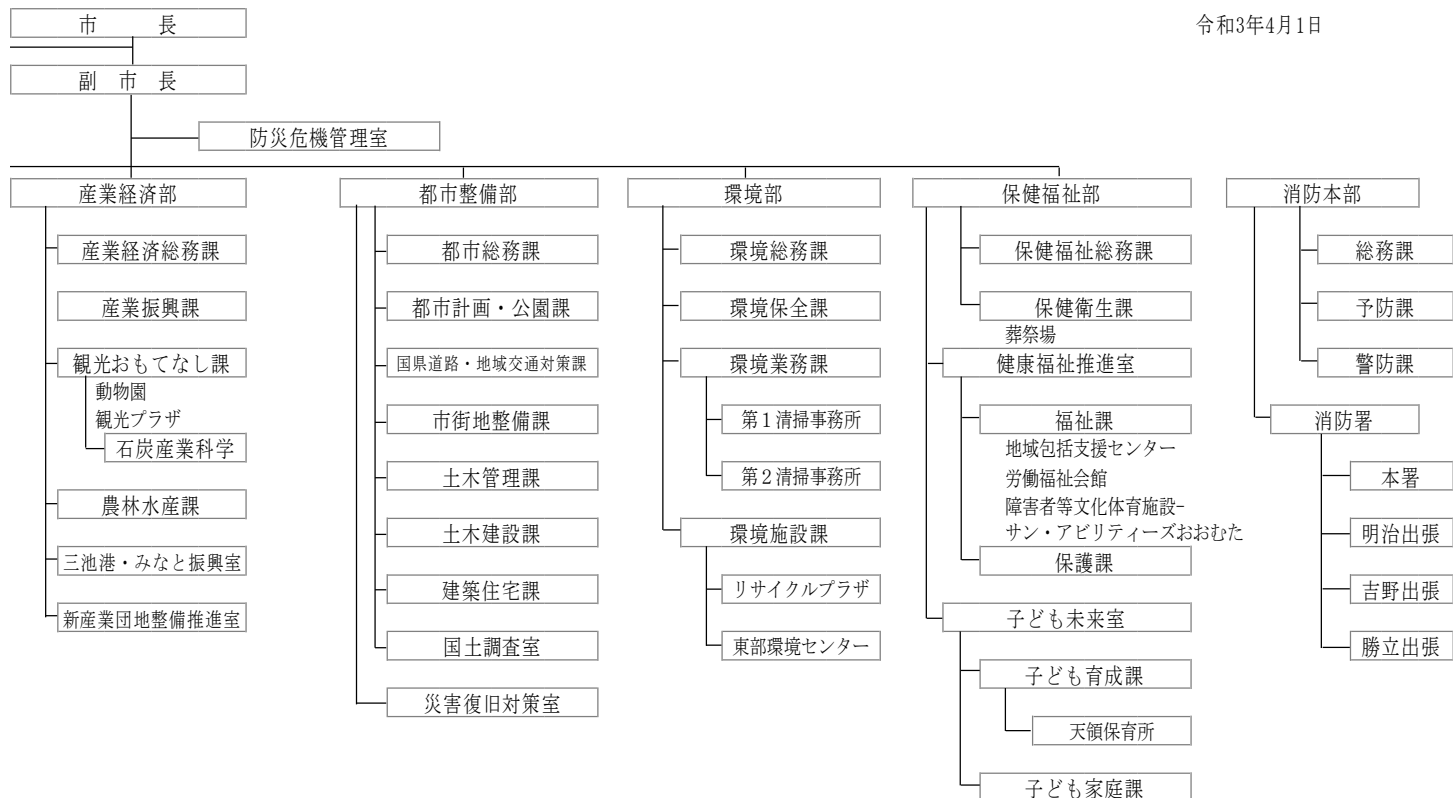 市長
令和3年4月1日
副市長
防災危機管理室
産業経済部
産業経済総務課
産業振興課
観光おもてなし課
動物園
観光プラザ
石炭産業科学
農林水産課
三池港・みなと振興室
新産業団地整備推進室
都市整備部
都市総務課
都市計画・公園課
国県道路・地域交通対策課
市街地整備課
土木管理課
土木建設課
建築住宅課
国土調査室
災害復旧対策室
環境部
環境総務課
環境保全課
環境業務課
第1清掃事務所
第2清掃事務所
環境施設課
リサイクルプラザ
東部環境センター
保健福祉部
保健福祉総務課
保健衛生課
葬祭場
健康福祉推進室
福祉課
地域包括支援センター
労働福祉会館
障害者等文化体育施設-
サン・アビリティーズおおむた
保護課
子ども未来室
子ども育成課
天領保育所
子ども家庭課
消防本部
総務課
予防課
警防課
消防署
本署
明治出張
吉野出張
勝立出張